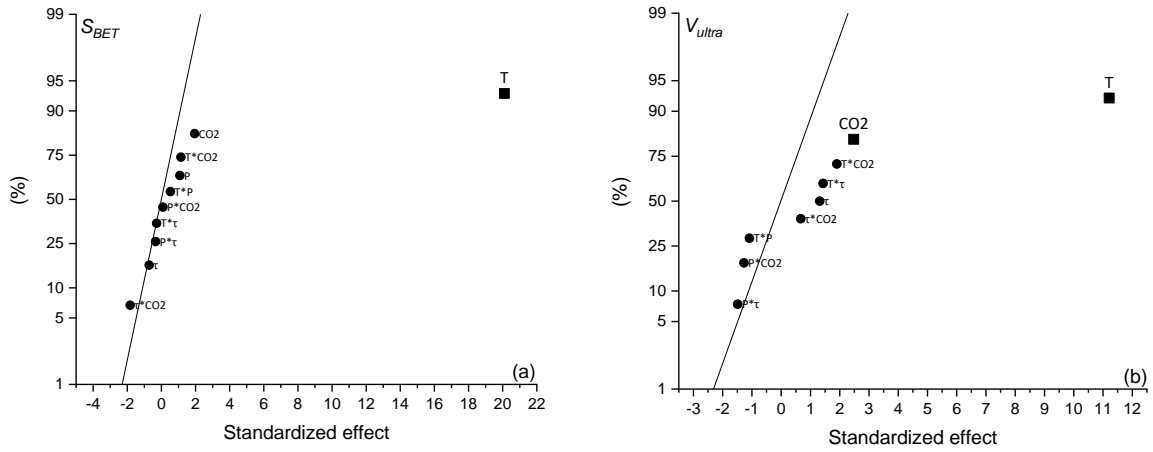 S_BET
99
95
90
75
50
25
10
5
1
(%)
T
CO2
T*CO2
P
T*P
P*CO2
T*τ
P*τ
τ
τ*CO2
(a)
-4 -2 0 2 4 6 8 10 12 14 16 18 20 22
Standardized effect
V_ultra
99
95
90
75
50
25
10
5
1
(%)
T
CO2
T*CO2
T*τ
τ
τ*CO2
T*P
P*CO2
P*τ
(b)
-3 -2 -1 0 1 2 3 4 5 6 7 8 9 10 11 12
Standardized effect